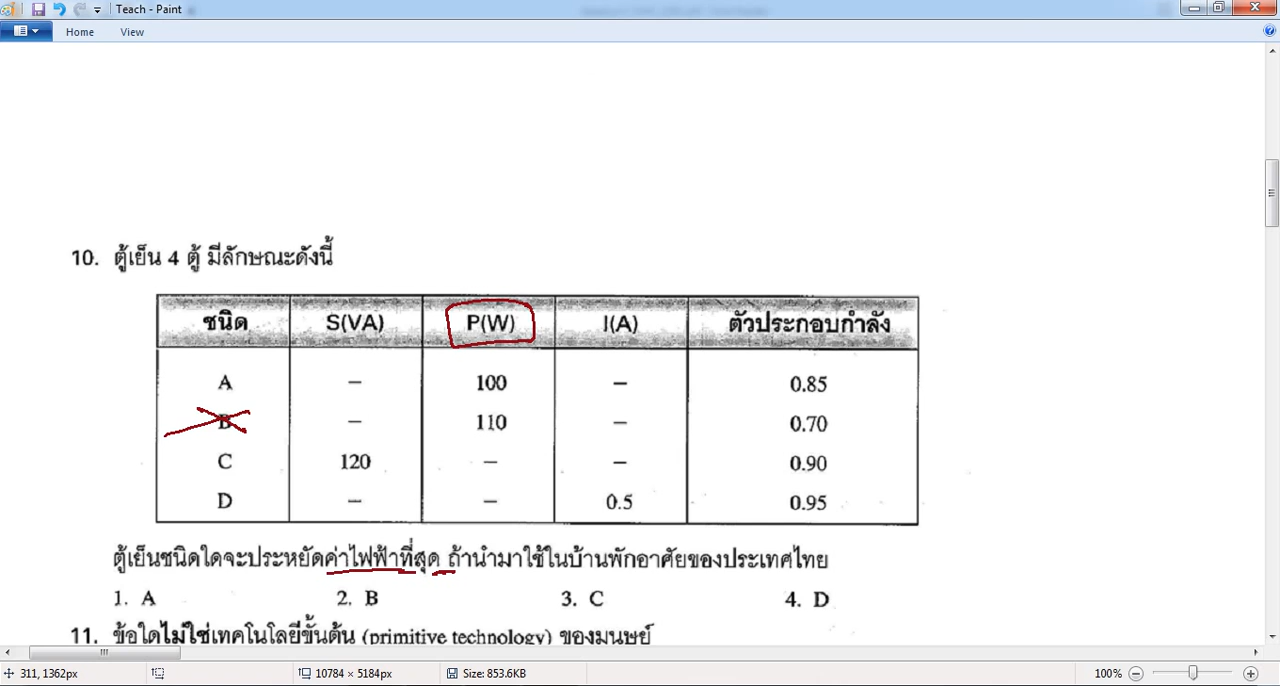 Teach - Paint
Home View
10. ตู้เย็น 4 ตู้ มีลักษณะดังนี้
ชนิด S(VA) P(W) I(A) ตัวประกอบกำลัง
A – 100 – 0.85
B – 110 – 0.70
C 120 – – 0.90
D – – 0.5 0.95
ตู้เย็นชนิดใดจะประหยัดค่าไฟฟ้าที่สุด ถ้านำมาใช้ในบ้านพักอาศัยของประเทศไทย
1. A 2. B 3. C 4. D
11. ข้อใดไม่ใช่เทคโนโลยีขั้นต้น (primitive technology) ของมนุษย์
311, 1362px 10784 × 5184px Size: 853.6KB 100%